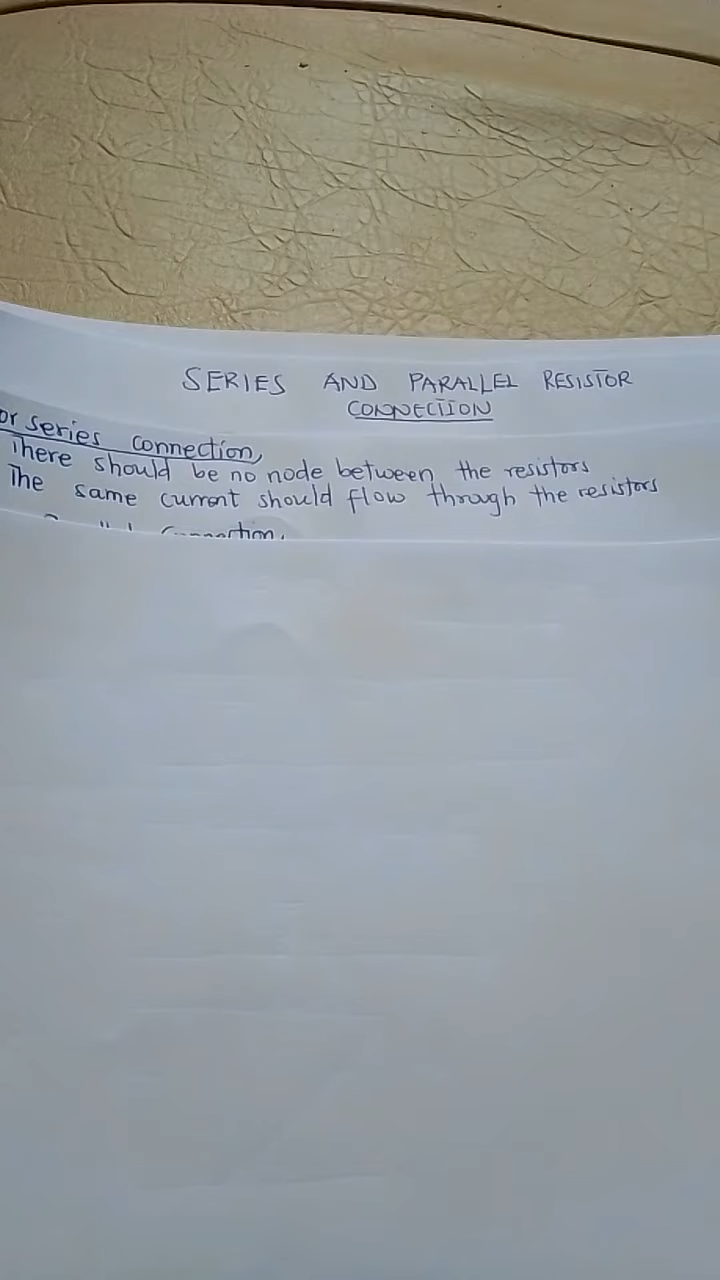 SERIES AND PARALLEL RESISTOR
CONNECTION
or series connection,
There should be no node between the resistors
The same current should flow through the resistors
connection,